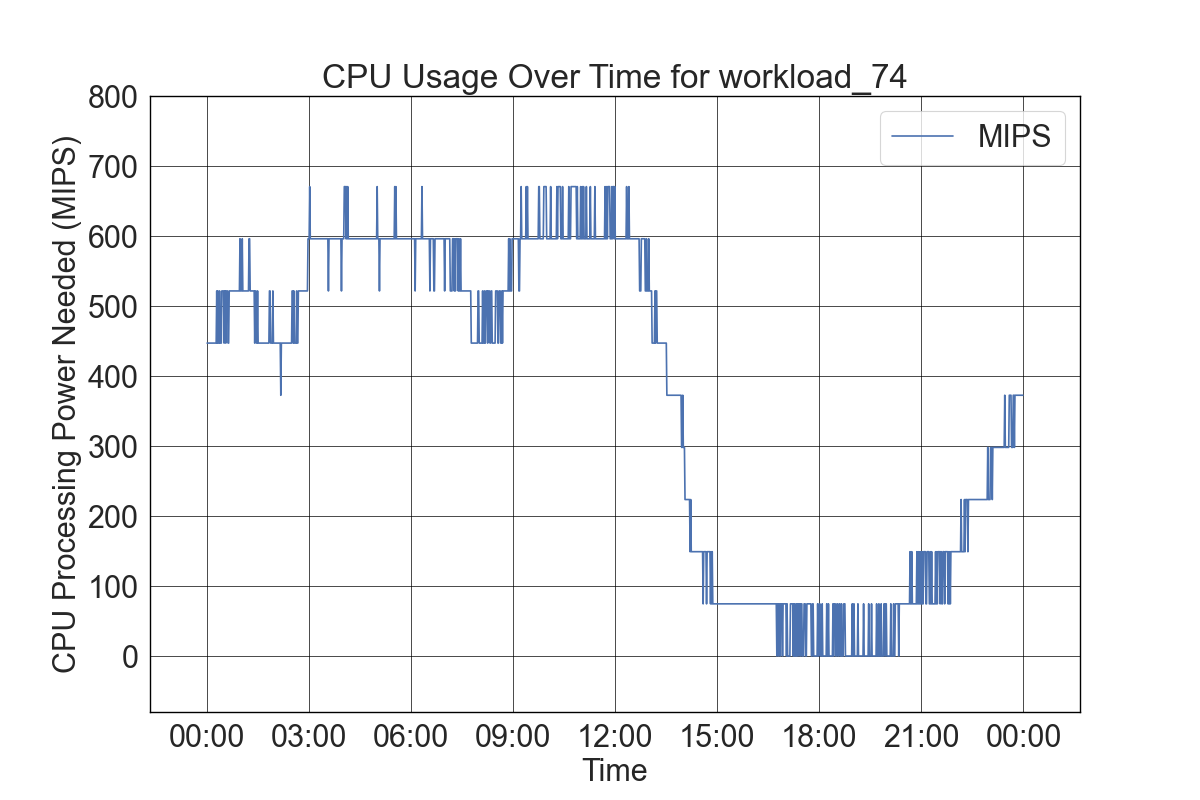 CPU Usage Over Time for workload_74
CPU Processing Power Needed (MIPS)
800
700
600
500
400
300
200
100
0
MIPS
00:00 03:00 06:00 09:00 12:00 15:00 18:00 21:00 00:00
Time